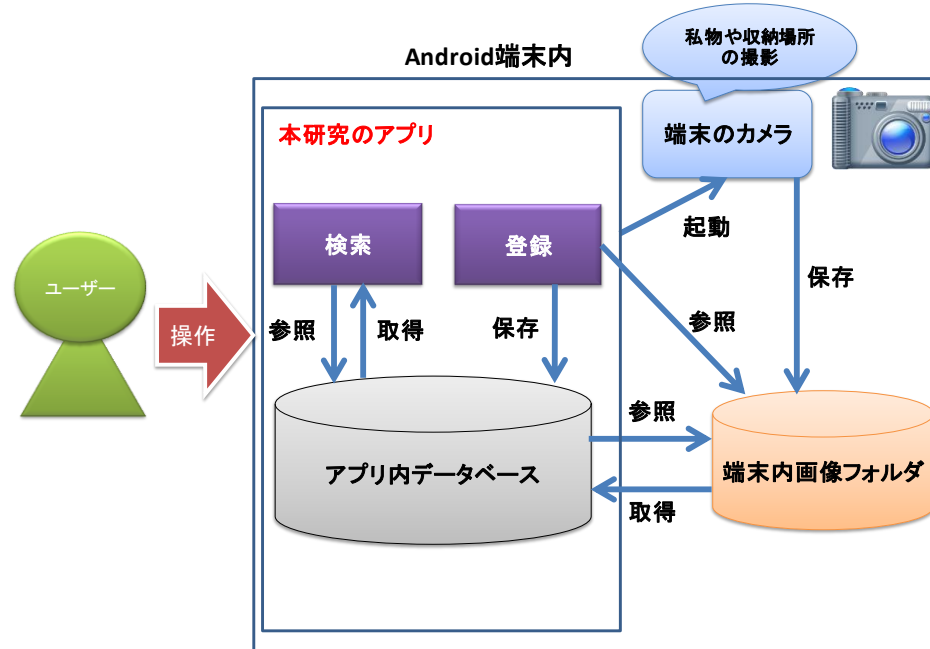 私物や収納場所
の撮影
Android端末内
端末のカメラ
本研究のアプリ
起動
検索
登録
保存
ユーザー
操作
参照
取得
保存
参照
参照
アプリ内データベース
端末内画像フォルダ
取得